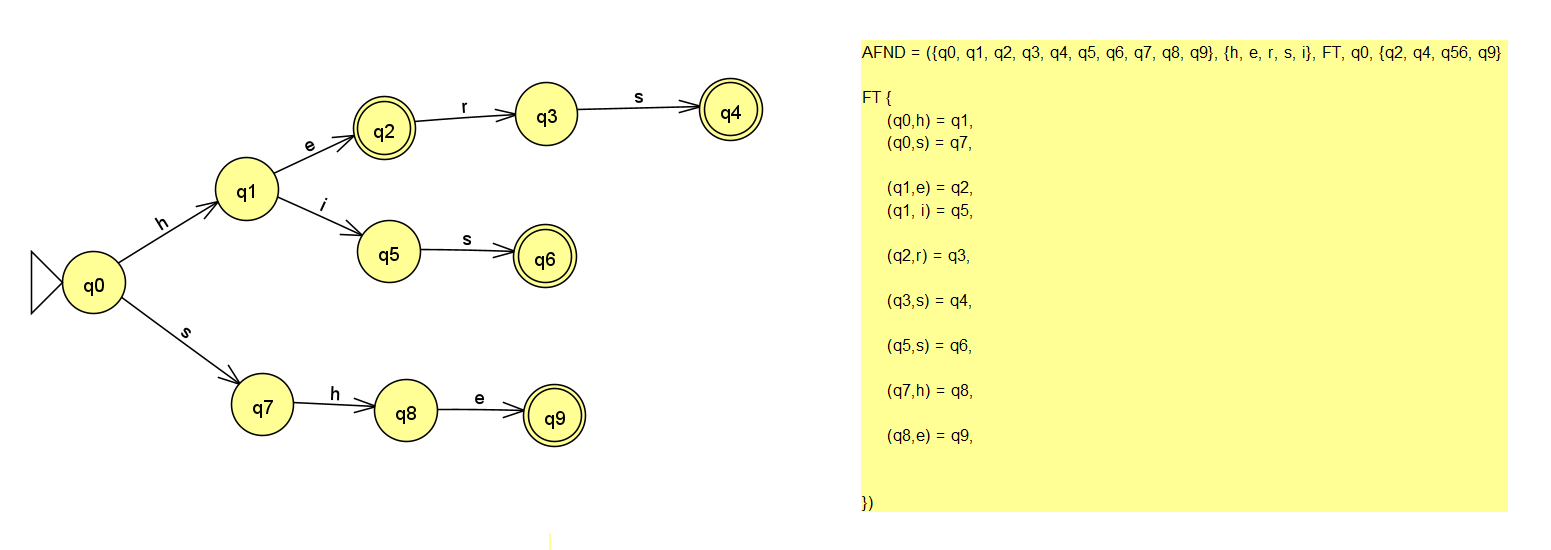 AFND = ({q0, q1, q2, q3, q4, q5, q6, q7, q8, q9}, {h, e, r, s, i}, FT, q0, {q2, q4, q56, q9}
FT {
(q0,h) = q1,
(q0,s) = q7,
(q1,e) = q2,
(q1, i) = q5,
(q2,r) = q3,
(q3,s) = q4,
(q5,s) = q6,
(q7,h) = q8,
(q8,e) = q9,
})
q0
h
q1
e
q2
r
q3
s
q4
i
q5
s
q6
s
q7
h
q8
e
q9